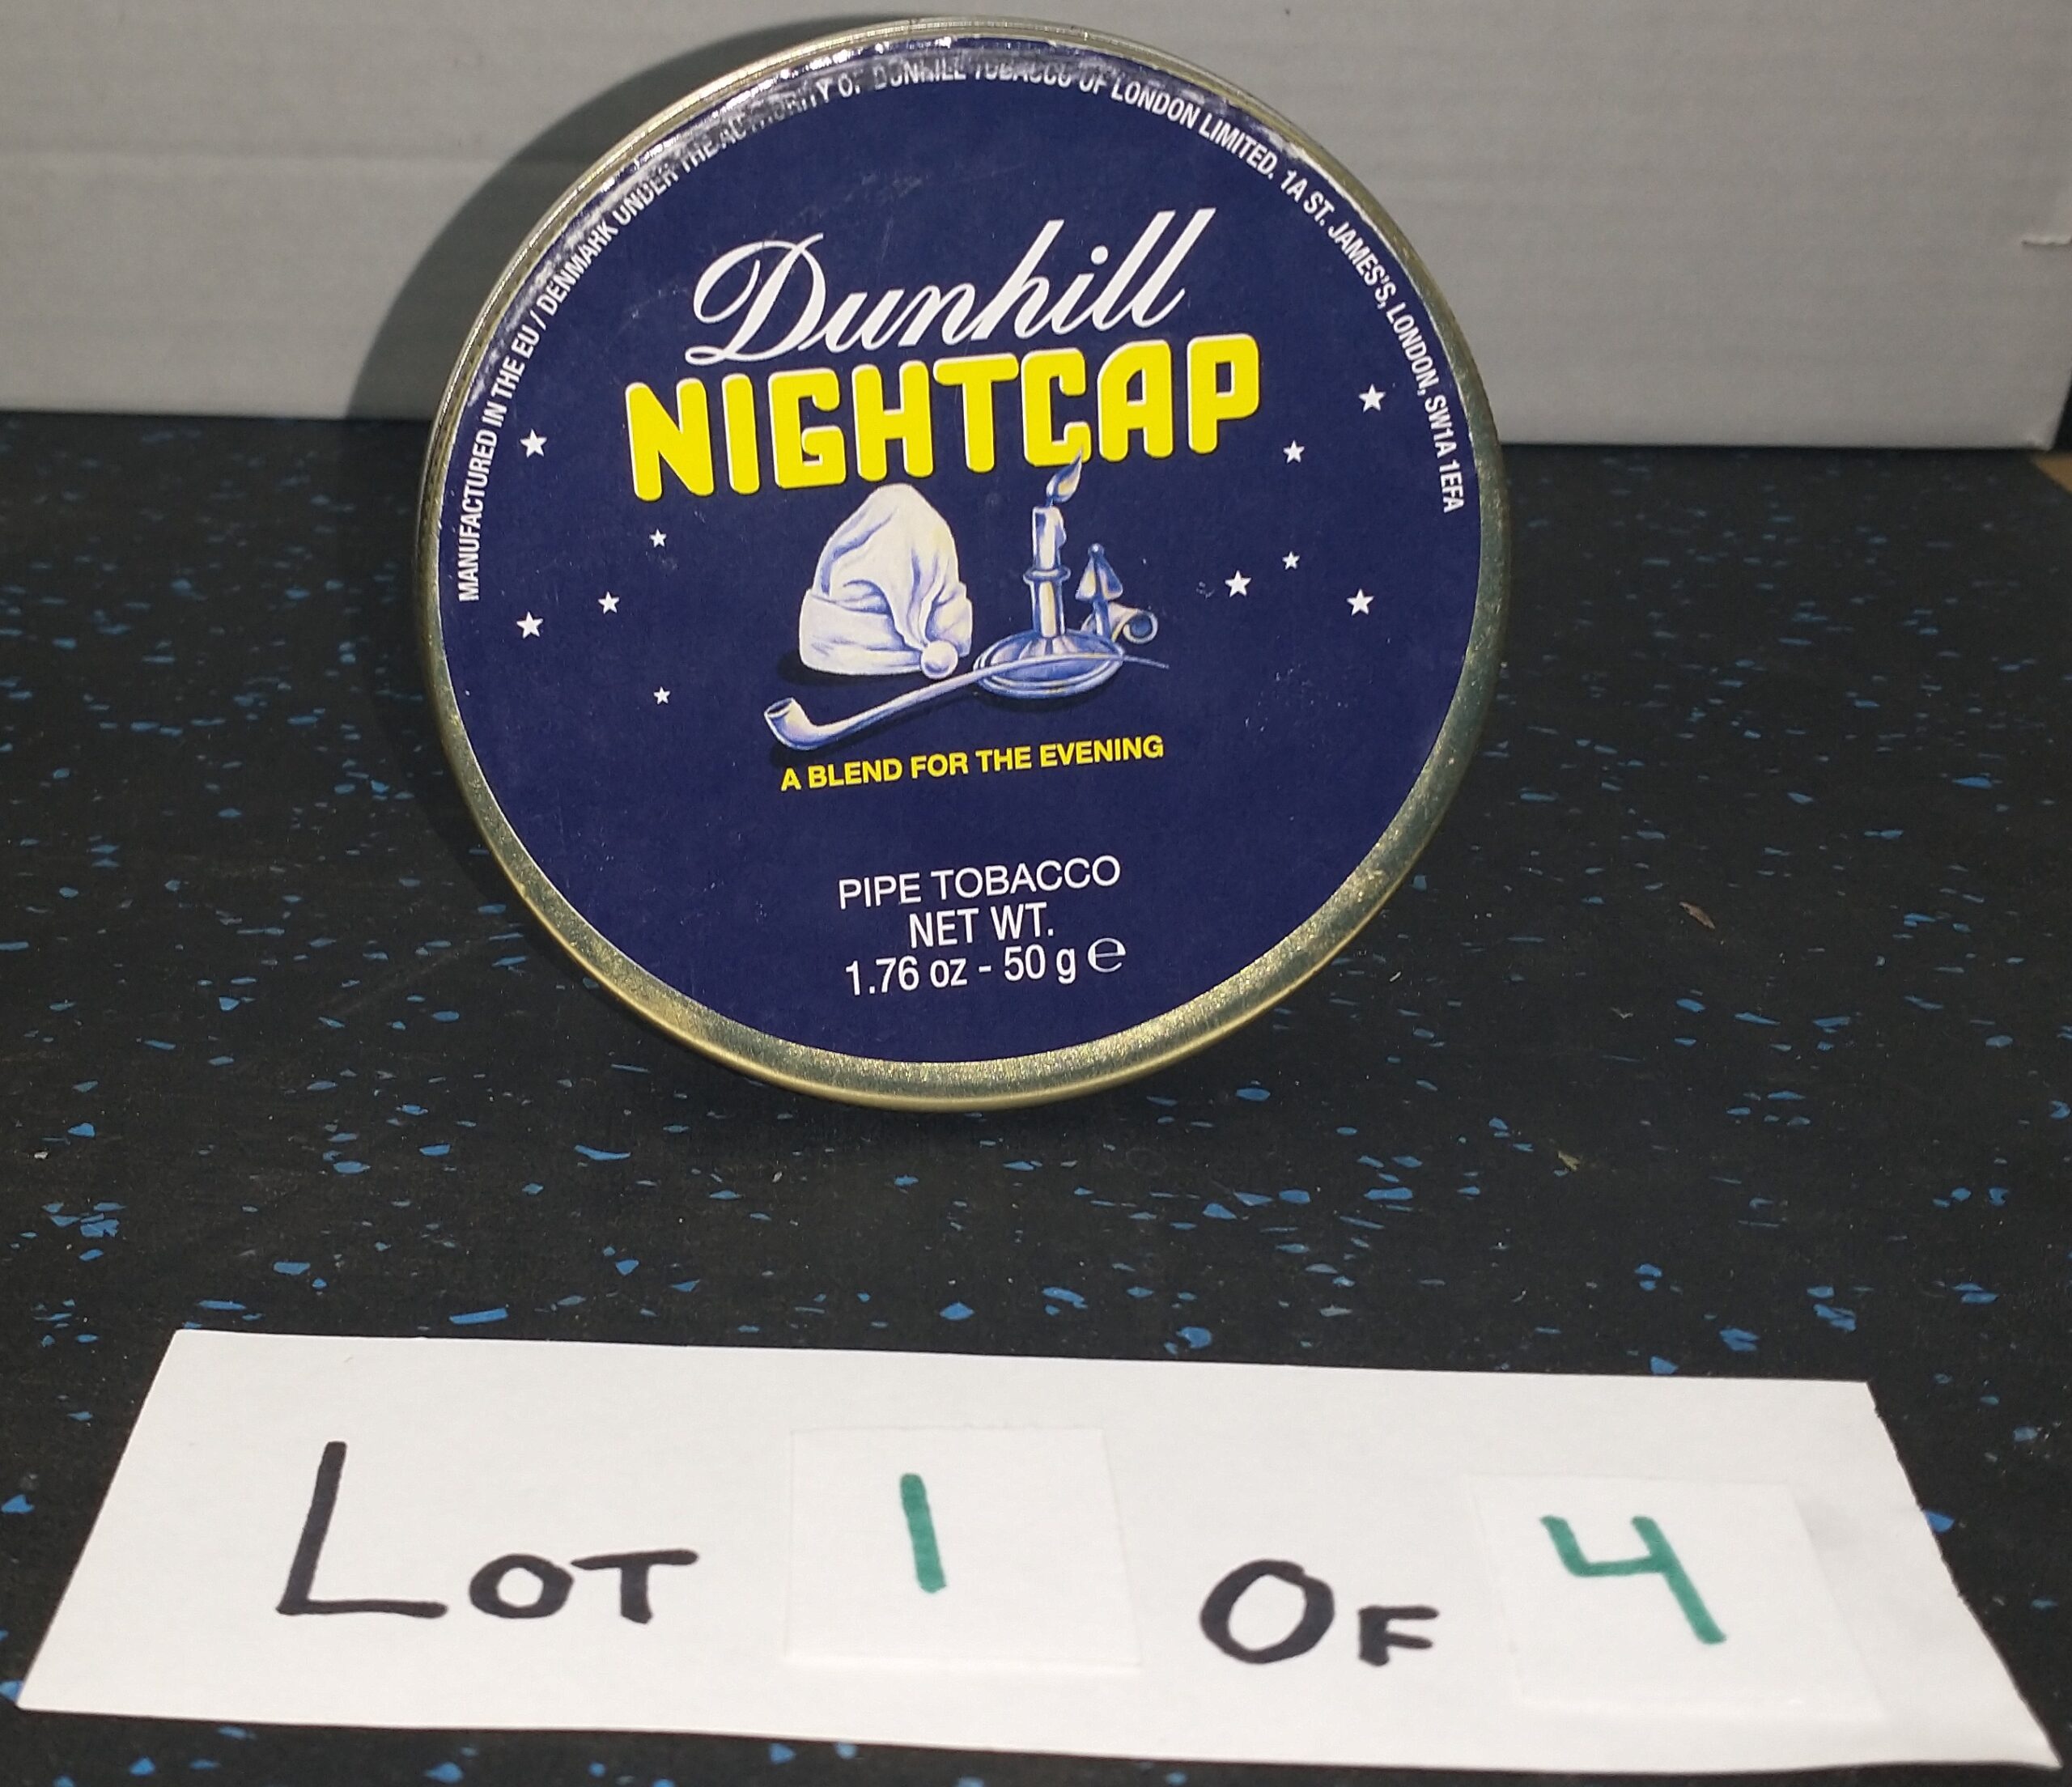 MANUFACTURED IN THE EU / DENMARK UNDER THE AUTHORITY OF DUNHILL TOBACCO OF LONDON LIMITED. 1A ST. JAMES'S, LONDON, SW1A 1EFA
Dunhill
NIGHTCAP
A BLEND FOR THE EVENING
PIPE TOBACCO
NET WT.
1.76 oz - 50 g ℮
LOT 1 OF 4